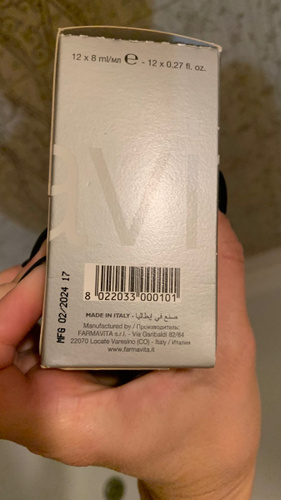 12 x 8 ml/мл ℮ - 12 x 0.27 fl. oz.
avi
8 022033 000101
MFG 02/2024 17
MADE IN ITALY - صنع في إيطاليا
Manufactured by / Производитель:
FARMAVITA s.r.l. - Via Garibaldi 82/84
22070 Locate Varesino (CO) - Italy / Италия
www.farmavita.it